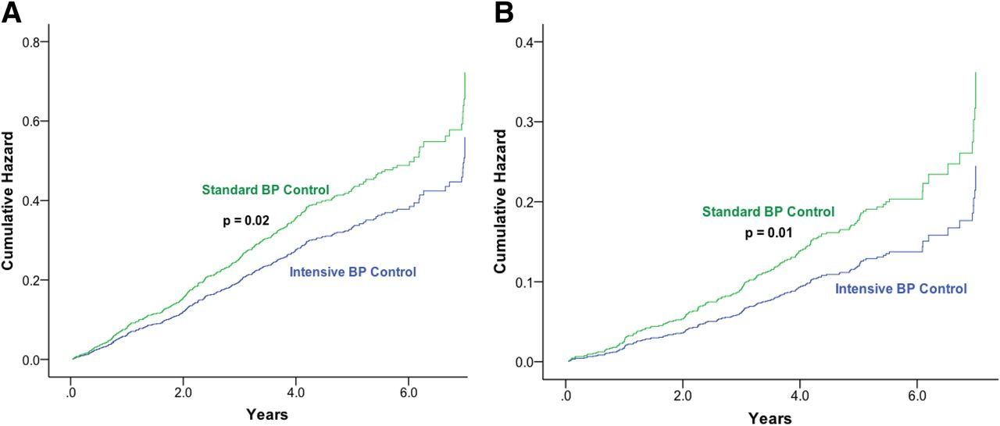 A
Cumulative Hazard
0.8
0.6
0.4
0.2
0.0
Standard BP Control
p = 0.02
Intensive BP Control
.0 2.0 4.0 6.0
Years
B
Cumulative Hazard
0.4
0.3
0.2
0.1
0.0
Standard BP Control
p = 0.01
Intensive BP Control
.0 2.0 4.0 6.0
Years